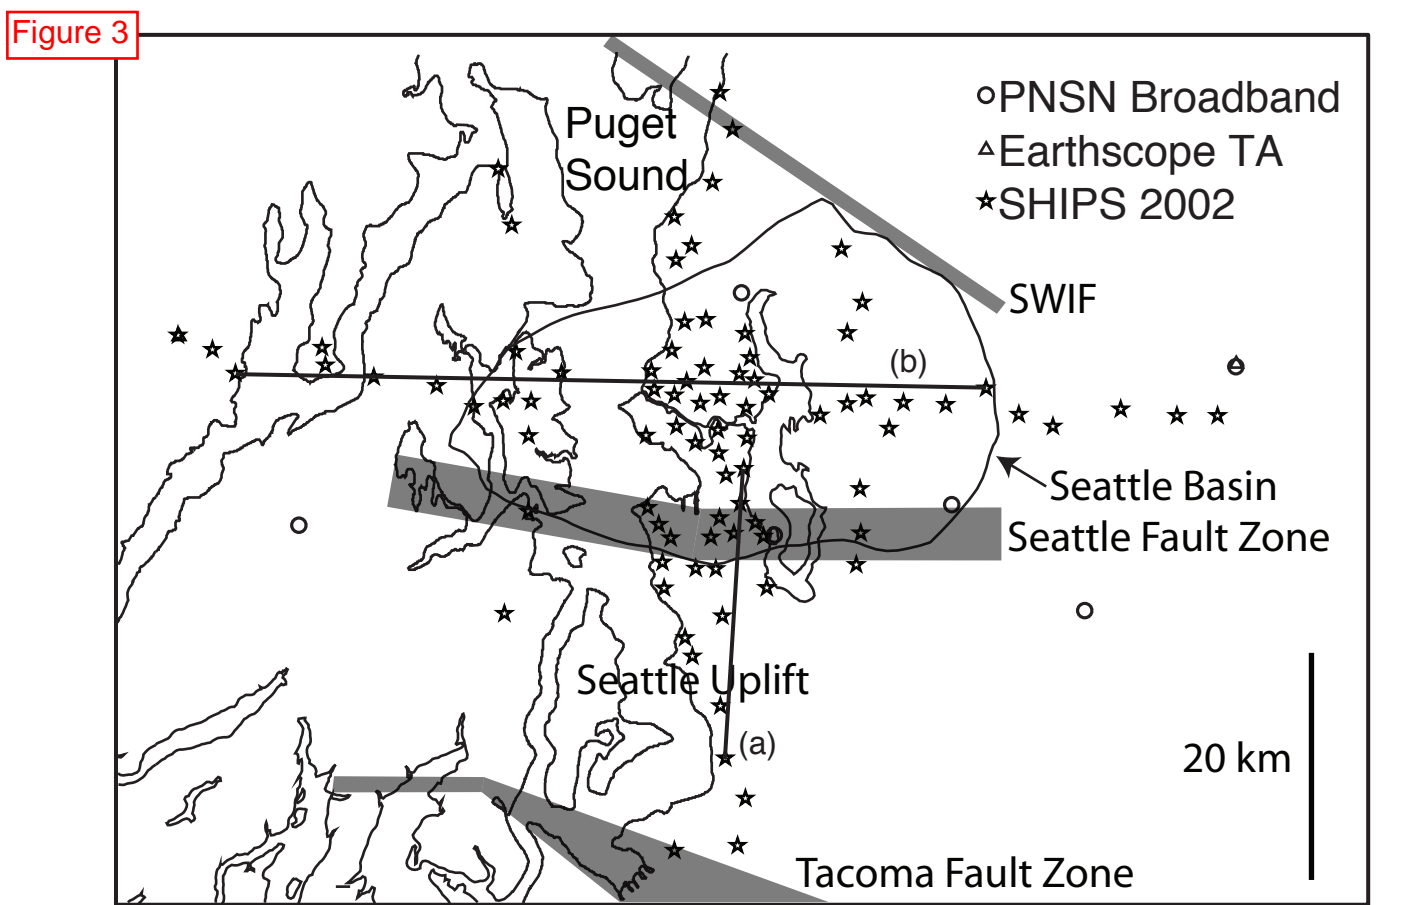 Figure 3
Puget
Sound
PNSN Broadband
Earthscope TA
SHIPS 2002
SWIF
(b)
Seattle Basin
Seattle Fault Zone
Seattle Uplift
(a)
20 km
Tacoma Fault Zone